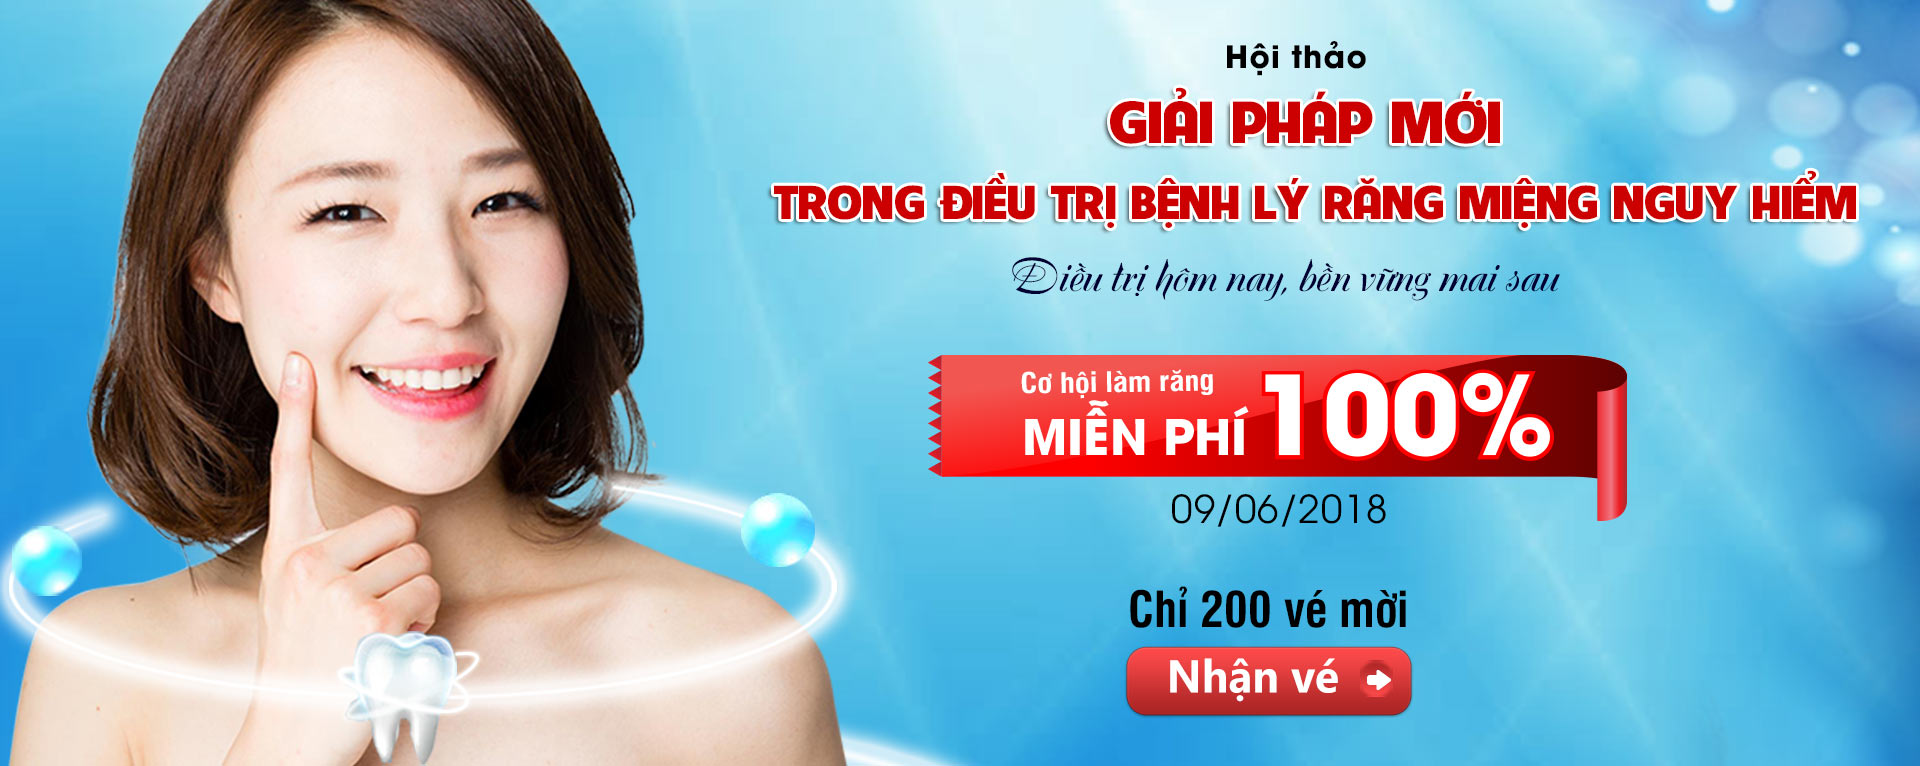 Hội thảo
GIẢI PHÁP MỚI
TRONG ĐIỀU TRỊ BỆNH LÝ RĂNG MIỆNG NGUY HIỂM
Điều trị hôm nay, bền vững mai sau
Cơ hội làm răng
MIỄN PHÍ 100%
09/06/2018
Chỉ 200 vé mời
Nhận vé